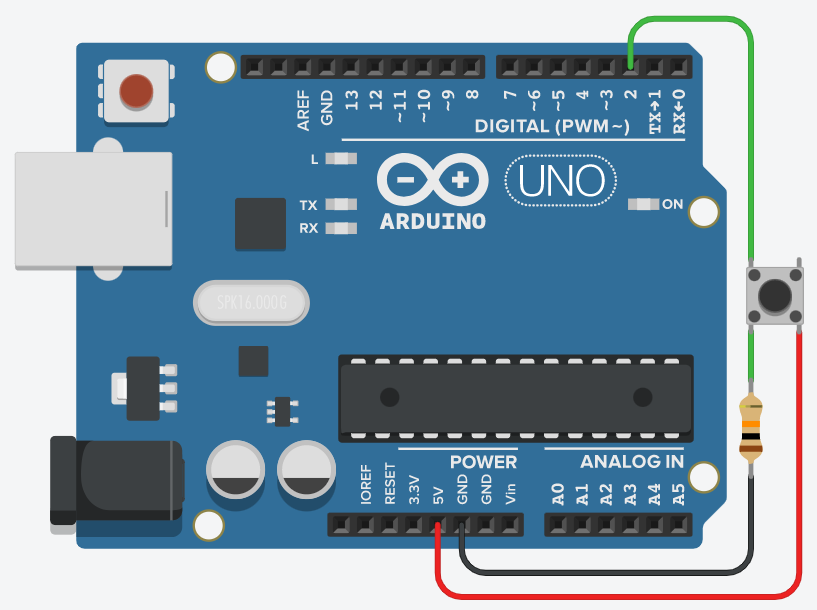 AREF
GND
13
12
~11
~10
~9
8
7
~6
~5
4
~3
2
TX→1
RX←0
DIGITAL (PWM~)
L
TX
RX
ARDUINO
UNO
ON
SPK16.000G
POWER
ANALOG IN
IOREF
RESET
3.3V
5V
GND
GND
Vin
A0
A1
A2
A3
A4
A5